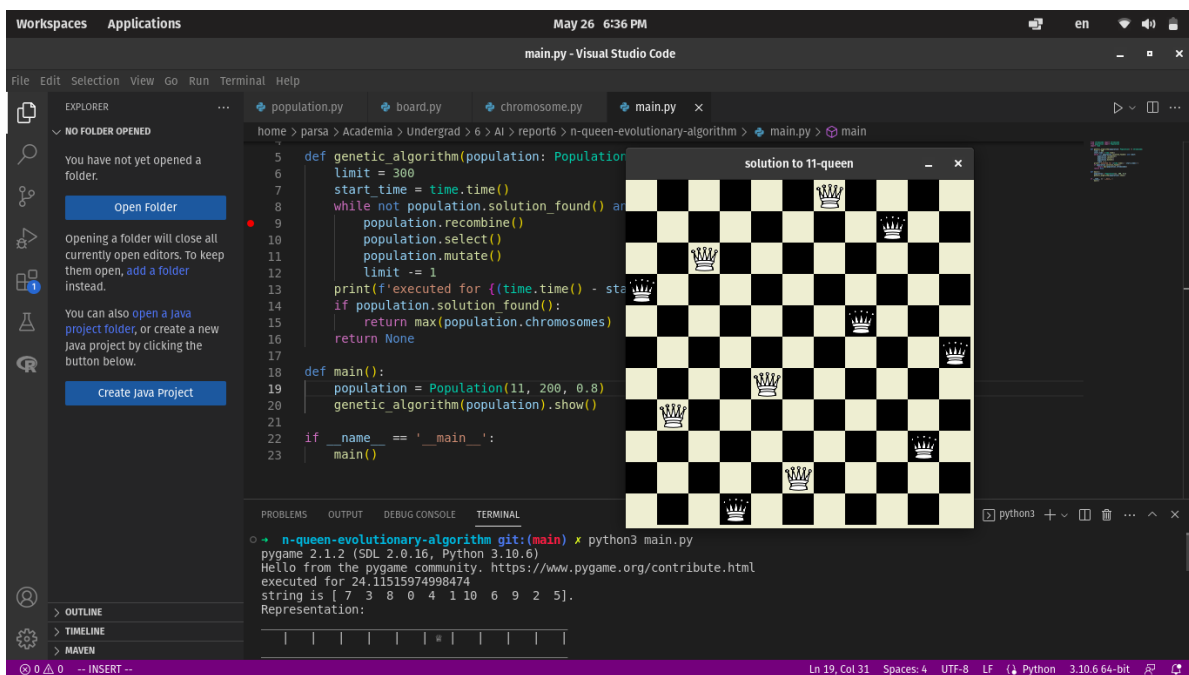 Workspaces Applications May 26 6:36 PM en
main.py - Visual Studio Code
File Edit Selection View Go Run Terminal Help
EXPLORER ···
population.py board.py chromosome.py main.py ×
NO FOLDER OPENED
home > parsa > Academia > Undergrad > 6 > AI > report6 > n-queen-evolutionary-algorithm > main.py > main
You have not yet opened a
folder.
Open Folder
Opening a folder will close all
currently open editors. To keep
them open, add a folder
instead.
You can also open a Java
project folder, or create a new
Java project by clicking the
button below.
Create Java Project
OUTLINE
TIMELINE
MAVEN
1
5 def genetic_algorithm(population: Population
6 limit = 300
7 start_time = time.time()
8 while not population.solution_found() an
9 population.recombine()
10 population.select()
11 population.mutate()
12 limit -= 1
13 print(f'executed for {(time.time() - sta
14 if population.solution_found():
15 return max(population.chromosomes)
16 return None
17
18 def main():
19 population = Population(11, 200, 0.8)
20 genetic_algorithm(population).show()
21
22 if __name__ == '__main__':
23 main()
solution to 11-queen
PROBLEMS OUTPUT DEBUG CONSOLE TERMINAL
python3
n-queen-evolutionary-algorithm git:(main) ✗ python3 main.py
pygame 2.1.2 (SDL 2.0.16, Python 3.10.6)
Hello from the pygame community. https://www.pygame.org/contribute.html
executed for 24.11515974998474
string is [ 7 3 8 0 4 1 10 6 9 2 5].
Representation:
| | | | | | ♕ | | | | | |
0 0 -- INSERT -- Ln 19, Col 31 Spaces: 4 UTF-8 LF Python 3.10.6 64-bit